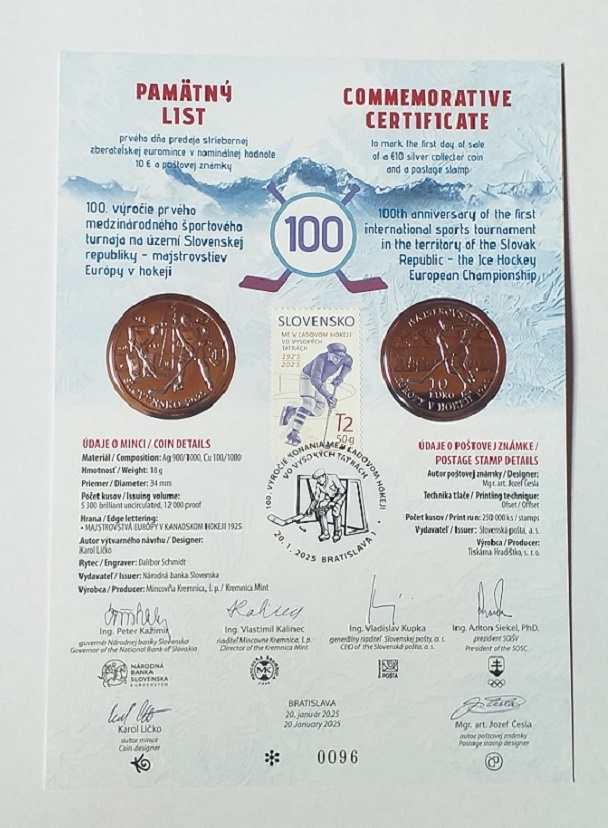 PAMÄTNÝ
LIST
prvého dňa predeja striebornej
zberateľskej euromince v nominálnej hodnote
10 € a poštovej známky
COMMEMORATIVE
CERTIFICATE
to mark the first day of sale
of a €10 silver collector coin
and a postage stamp
100. výročie prvého
medzinárodného športového
turnaja na území Slovenskej
republiky – majstrovstiev
Európy v hokeji
100
100th anniversary of the first
international sports tournament
in the territory of the Slovak
Republic - the Ice Hockey
European Championship
SLOVENSKO
ME V ĽADOVOM HOKEJI
VO VYSOKÝCH
TATRÁCH
1925
2025
T2
50g
SLOVENSKO
10
EURO
100. VÝROČIE KONANIA ME V ĽADOVOM HOKEJI
VO VYSOKÝCH TATRÁCH
20. 1. 2025 BRATISLAVA 1
ÚDAJE O MINCI / COIN DETAILS
Materiál / Composition: Ag 900/1000, Cu 100/1000
Hmotnosť / Weight: 18 g
Priemer / Diameter: 34 mm
Počet kusov / Issuing volume:
5 300 brilliant uncirculated, 12 000 proof
Hrana / Edge lettering:
• MAJSTROVSTVÁ EURÓPY V KANADSKOM HOKEJI 1925
Autor výtvarného návrhu / Designer:
Karol Ličko
Rytec / Engraver: Dalibor Schmidt
Vydavateľ / Issuer: Národná banka Slovenska
Výrobca / Producer: Mincovňa Kremnica, š. p. / Kremnica Mint
ÚDAJE O POŠTOVEJ ZNÁMKE /
POSTAGE STAMP DETAILS
Autor poštovej známky / Designer:
Mgr. art. Jozef Česla
Technika tlače / Printing technique:
Ofset / Offset
Počet kusov / Print run: 250 000 ks / stamps
Vydavateľ / Issuer: Slovenská pošta, a. s.
Výrobca / Producer:
Tiskárna Hradištko, s. r. o.
Ing. Peter Kažimír
guvernér Národnej banky Slovenska
Governor of the National Bank of Slovakia
NÁRODNÁ
BANKA
SLOVENSKA
EUROSYSTÉM
Ing. Vlastimil Kalinec
riaditeľ Mincovne Kremnica, š. p.
Director of the Kremnica Mint
MK
Ing. Vladislav Kupka
generálny riaditeľ Slovenskej pošty, a. s.
CEO of the Slovenská pošta, a. s.
POŠTA
Ing. Anton Siekel, PhD.
prezident SOŠV
President of the SOSC
Karol Ličko
autor mince
Coin designer
BRATISLAVA
20. január 2025
20 January 2025
0096
Mgr. art. Jozef Česla
autor poštovej známky
Postage stamp designer